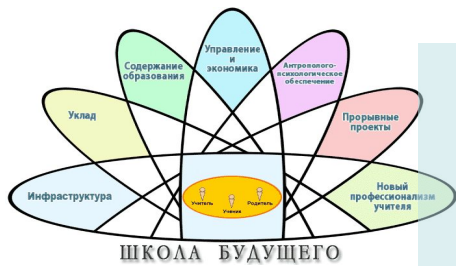 Управление
и
экономика
Содержание
образования
Антрополого-
психологическое
обеспечение
Уклад
Прорывные
проекты
Инфраструктура
Новый
профессионализм
учителя
Учитель
Ученик
Родитель
ШКОЛА БУДУЩЕГО